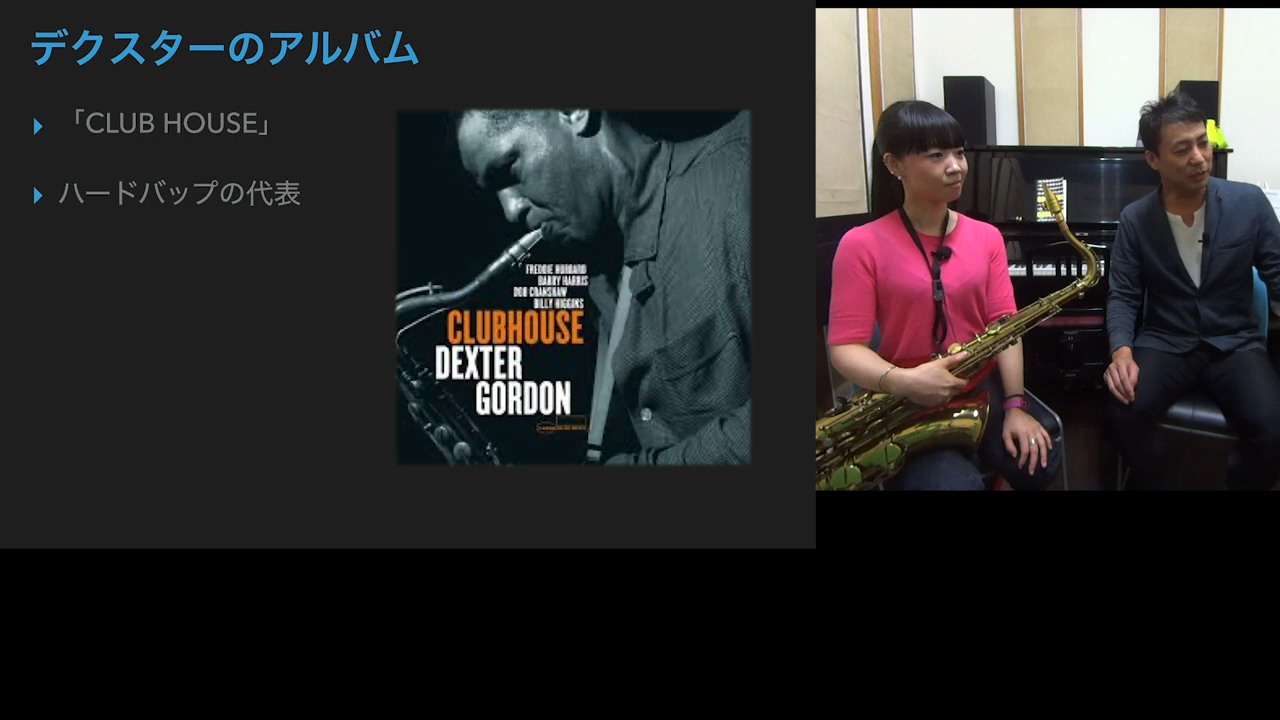 デクスターのアルバム
「CLUB HOUSE」
ハードバップの代表
FREDDIE HUBBARD
BARRY HARRIS
BOB CRANSHAW
BILLY HIGGINS
CLUBHOUSE
DEXTER
GORDON